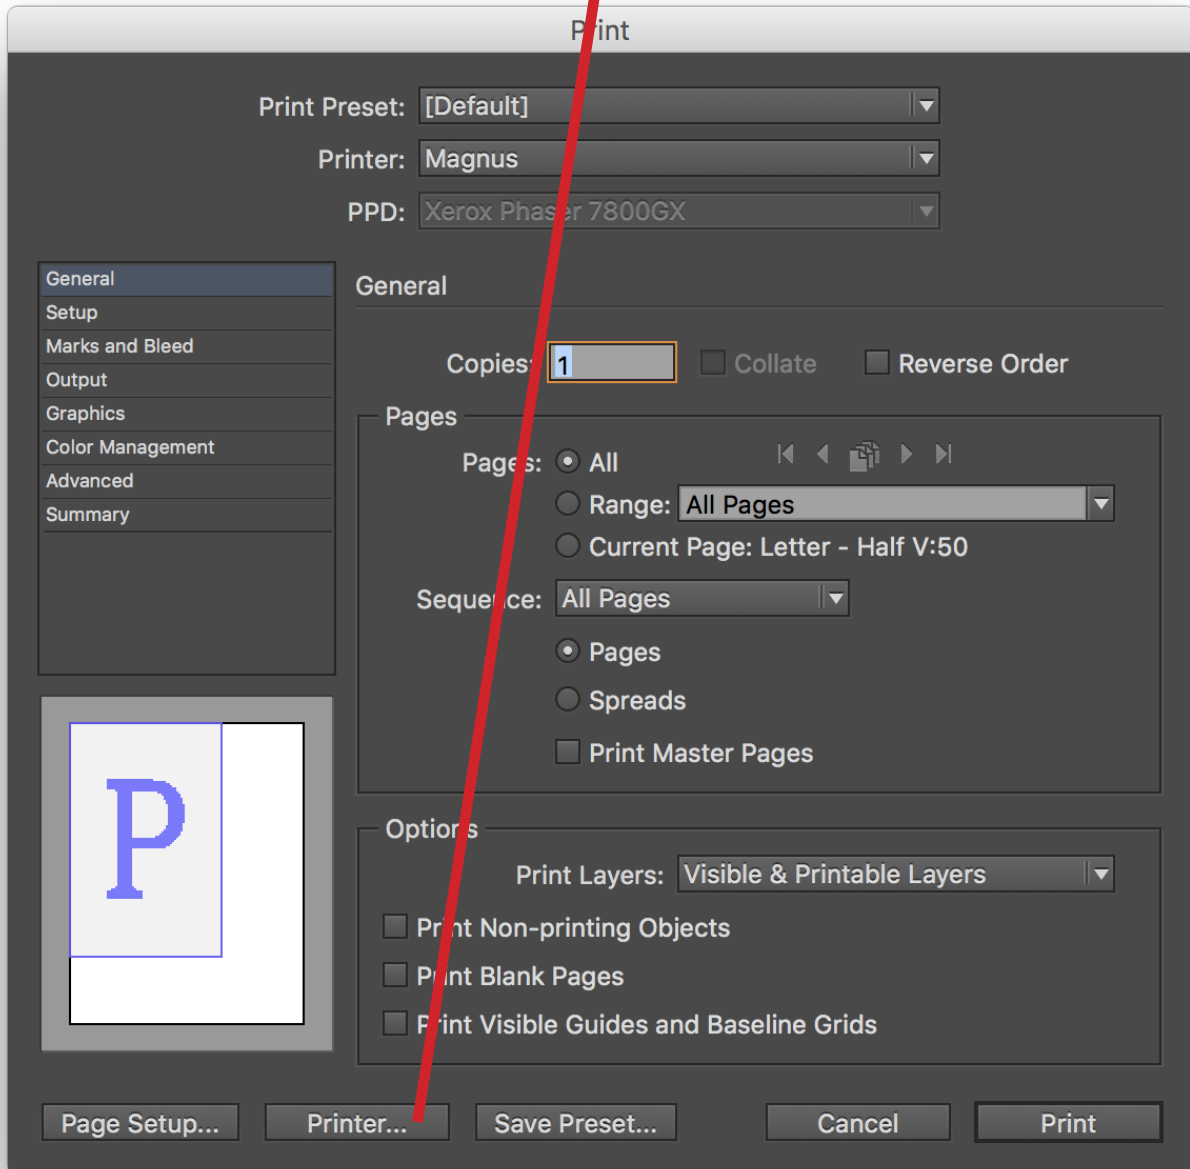 Print
Print Preset: [Default]
Printer: Magnus
PPD: Xerox Phaser 7800GX
General
Setup
Marks and Bleed
Output
Graphics
Color Management
Advanced
Summary
General
Copies: 1 Collate Reverse Order
Pages
Pages: All
Range: All Pages
Current Page: Letter - Half V:50
Sequence: All Pages
Pages
Spreads
Print Master Pages
P
Options
Print Layers: Visible & Printable Layers
Print Non-printing Objects
Print Blank Pages
Print Visible Guides and Baseline Grids
Page Setup... Printer... Save Preset... Cancel Print